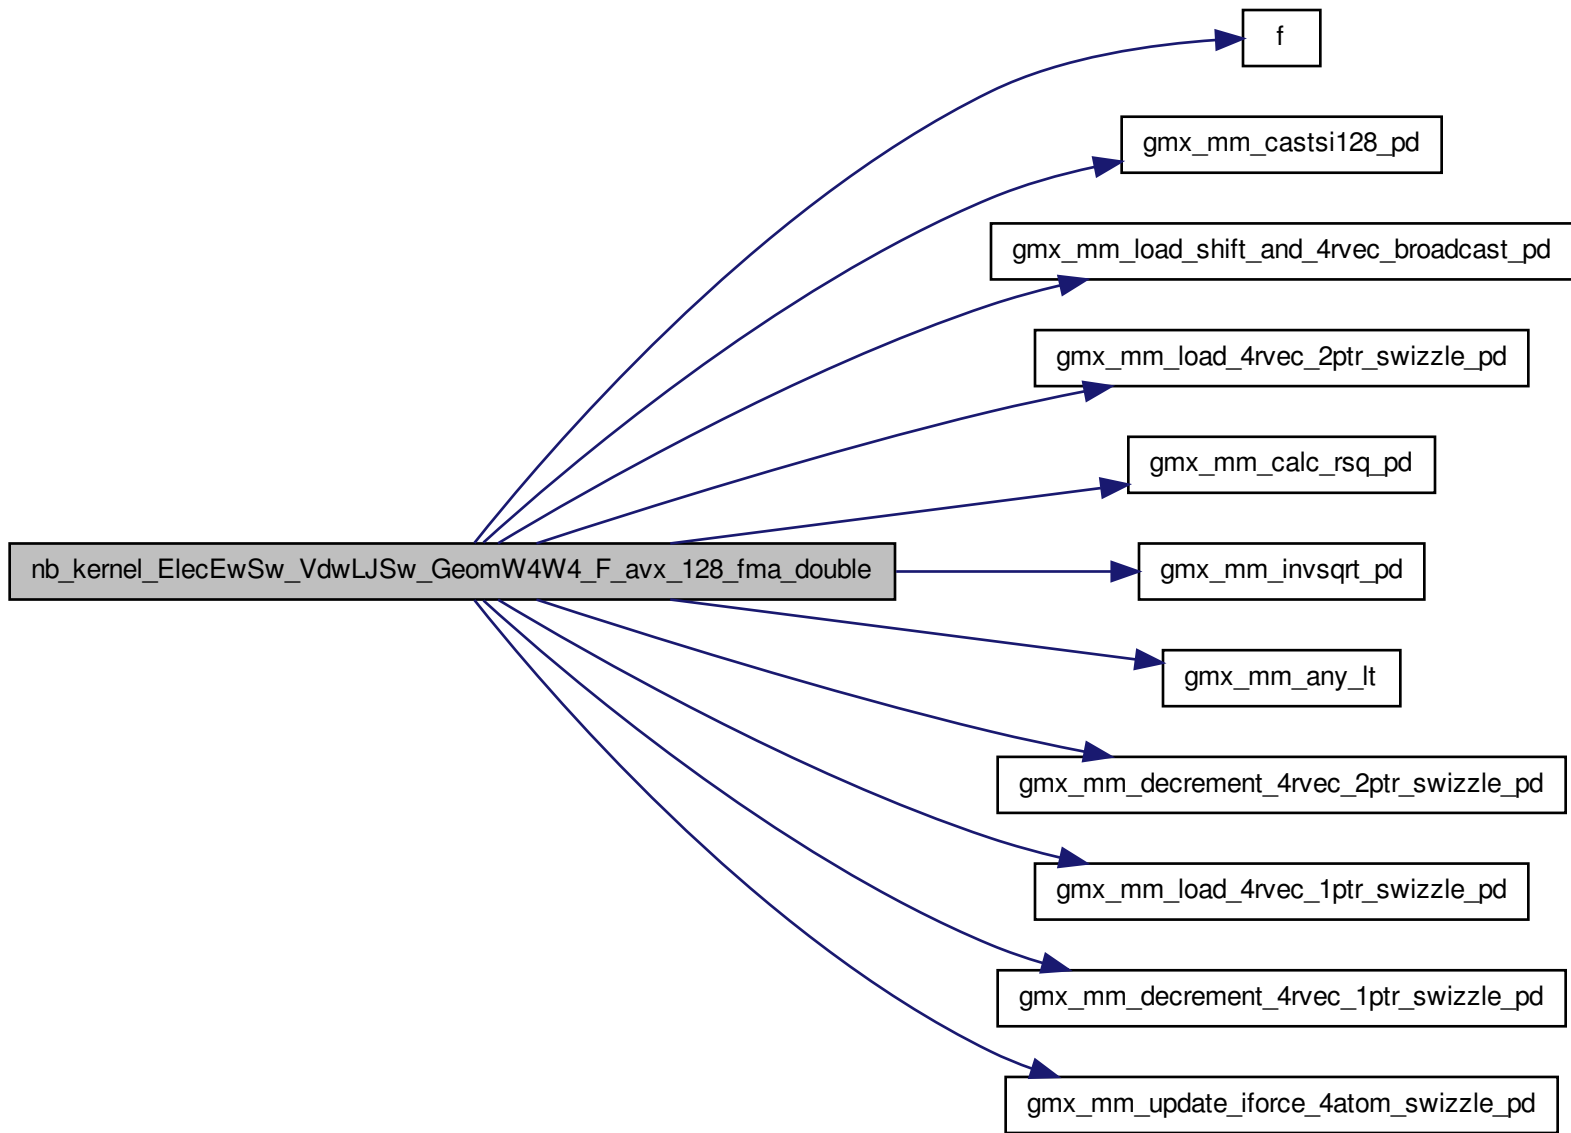 f
gmx_mm_castsi128_pd
gmx_mm_load_shift_and_4rvec_broadcast_pd
gmx_mm_load_4rvec_2ptr_swizzle_pd
gmx_mm_calc_rsq_pd
nb_kernel_ElecEwSw_VdwLJSw_GeomW4W4_F_avx_128_fma_double
gmx_mm_invsqrt_pd
gmx_mm_any_lt
gmx_mm_decrement_4rvec_2ptr_swizzle_pd
gmx_mm_load_4rvec_1ptr_swizzle_pd
gmx_mm_decrement_4rvec_1ptr_swizzle_pd
gmx_mm_update_iforce_4atom_swizzle_pd